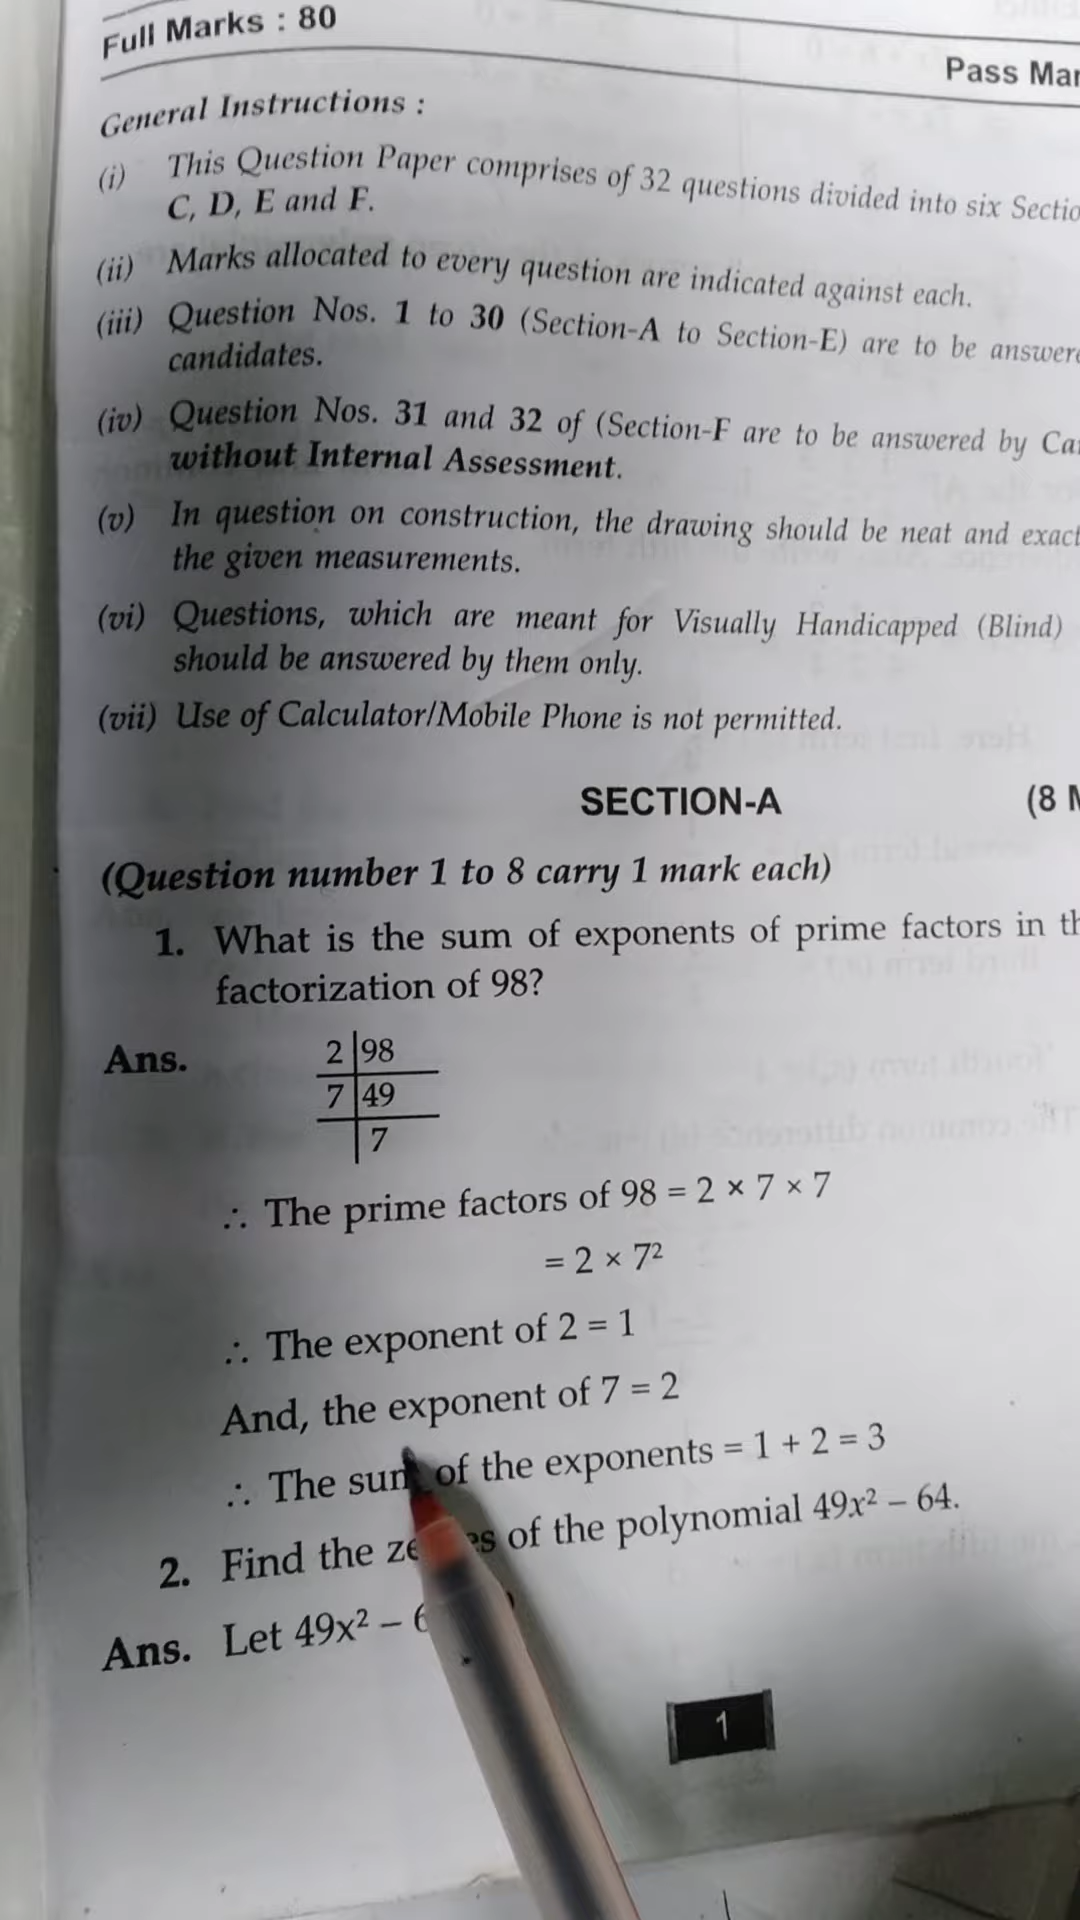 Full Marks : 80
Pass Mar
General Instructions :
(i) This Question Paper comprises of 32 questions divided into six Sectio
C, D, E and F.
(ii) Marks allocated to every question are indicated against each.
(iii) Question Nos. 1 to 30 (Section-A to Section-E) are to be answere
candidates.
(iv) Question Nos. 31 and 32 of (Section-F are to be answered by Ca
without Internal Assessment.
(v) In question on construction, the drawing should be neat and exact
the given measurements.
(vi) Questions, which are meant for Visually Handicapped (Blind)
should be answered by them only.
(vii) Use of Calculator/Mobile Phone is not permitted.
SECTION-A (8 M
(Question number 1 to 8 carry 1 mark each)
1. What is the sum of exponents of prime factors in th
factorization of 98?
Ans. 2 98
7 49
7
∴ The prime factors of 98 = 2 × 7 × 7
= 2 × 7²
∴ The exponent of 2 = 1
And, the exponent of 7 = 2
∴ The sum of the exponents = 1 + 2 = 3
2. Find the ze es of the polynomial 49x² – 64.
Ans. Let 49x² – 6
1